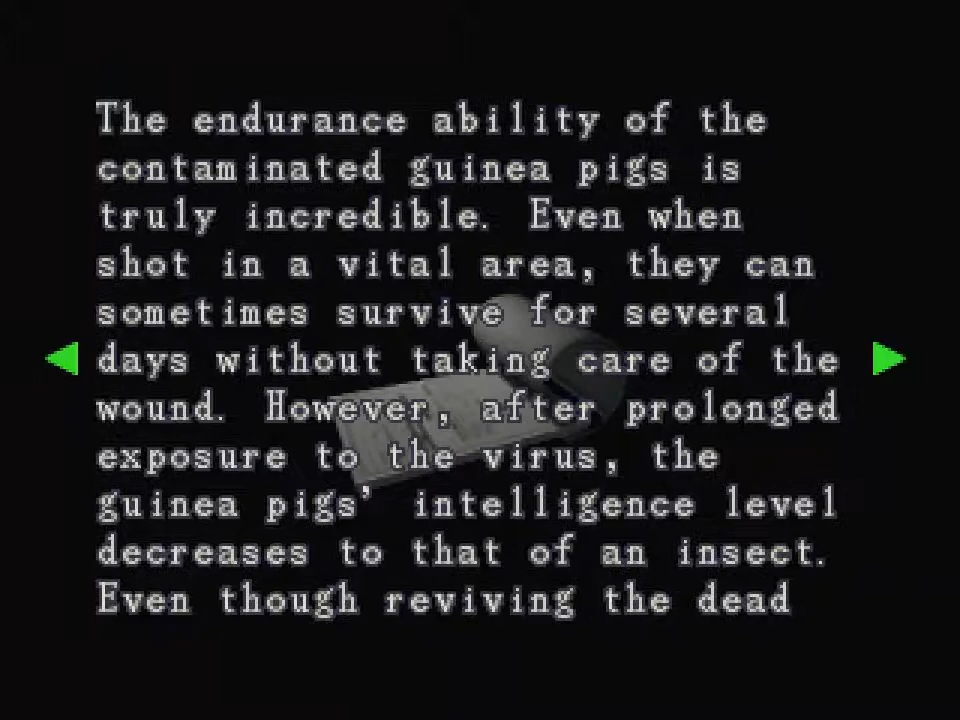 The endurance ability of the
contaminated guinea pigs is
truly incredible. Even when
shot in a vital area, they can
sometimes survive for several
days without taking care of the
wound. However, after prolonged
exposure to the virus, the
guinea pigs' intelligence level
decreases to that of an insect.
Even though reviving the dead